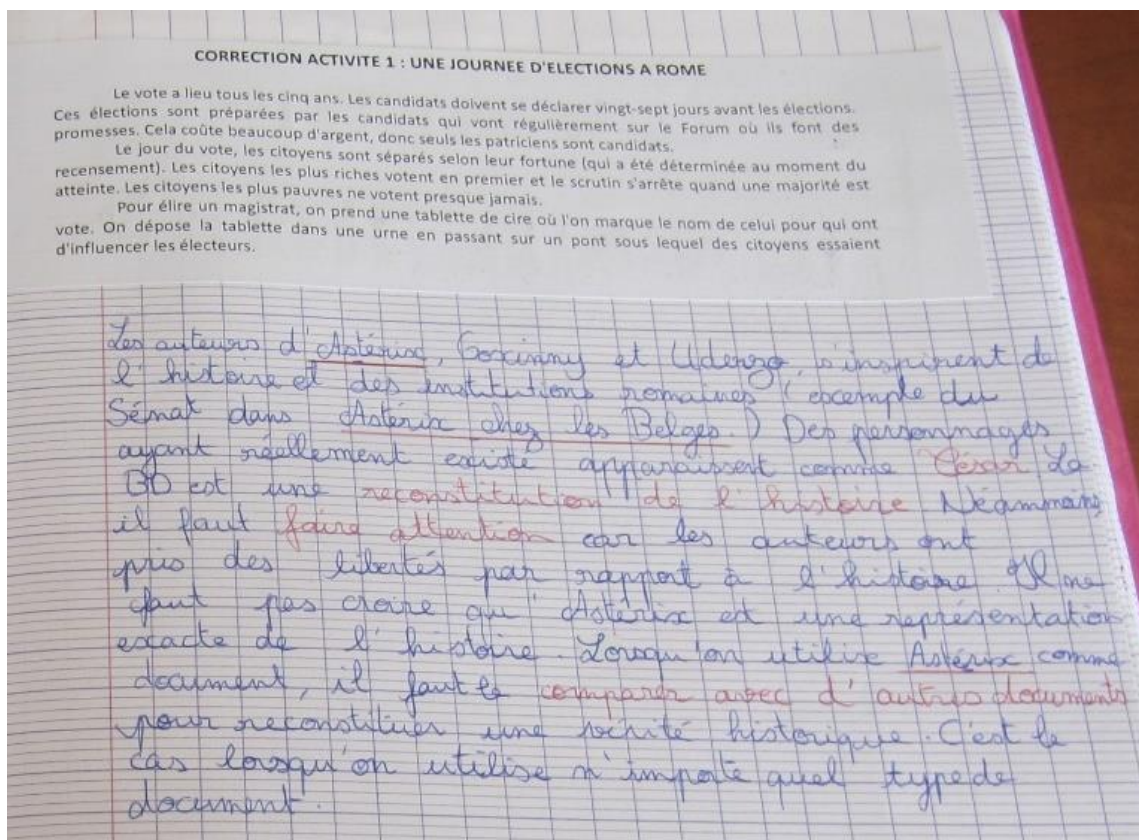 CORRECTION ACTIVITE 1 : UNE JOURNEE D'ELECTIONS A ROME
Le vote a lieu tous les cinq ans. Les candidats doivent se déclarer vingt-sept jours avant les élections.
Ces élections sont préparées par les candidats qui vont régulièrement sur le Forum où ils font des
promesses. Cela coûte beaucoup d'argent, donc seuls les patriciens sont candidats.
Le jour du vote, les citoyens sont séparés selon leur fortune (qui a été déterminée au moment du
recensement). Les citoyens les plus riches votent en premier et le scrutin s'arrête quand une majorité est
atteinte. Les citoyens les plus pauvres ne votent presque jamais.
Pour élire un magistrat, on prend une tablette de cire où l'on marque le nom de celui pour qui ont
vote. On dépose la tablette dans une urne en passant sur un pont sous lequel des citoyens essaient
d'influencer les électeurs.
Les auteurs d'Astérix, Gosciny et Uderzo, s'inspirent de
l'histoire et des institutions romaines (exemple du
Sénat dans Astérix chez les Belges.) Des personnages
ayant réellement existé apparaissent comme César. La
BD est une reconstitution de l'histoire Néammoins,
il faut faire attention car les auteurs ont
pris des libertés par rapport à l'histoire. Il ne
faut pas croire qu'Astérix est une représentation
exacte de l'histoire. Lorsqu'on utilise Astérix comme
document, il faut le comparer avec d'autres documents
pour reconstituer une vérité historique. C'est le
cas lorsqu'on utilise n'importe quel type de
document.